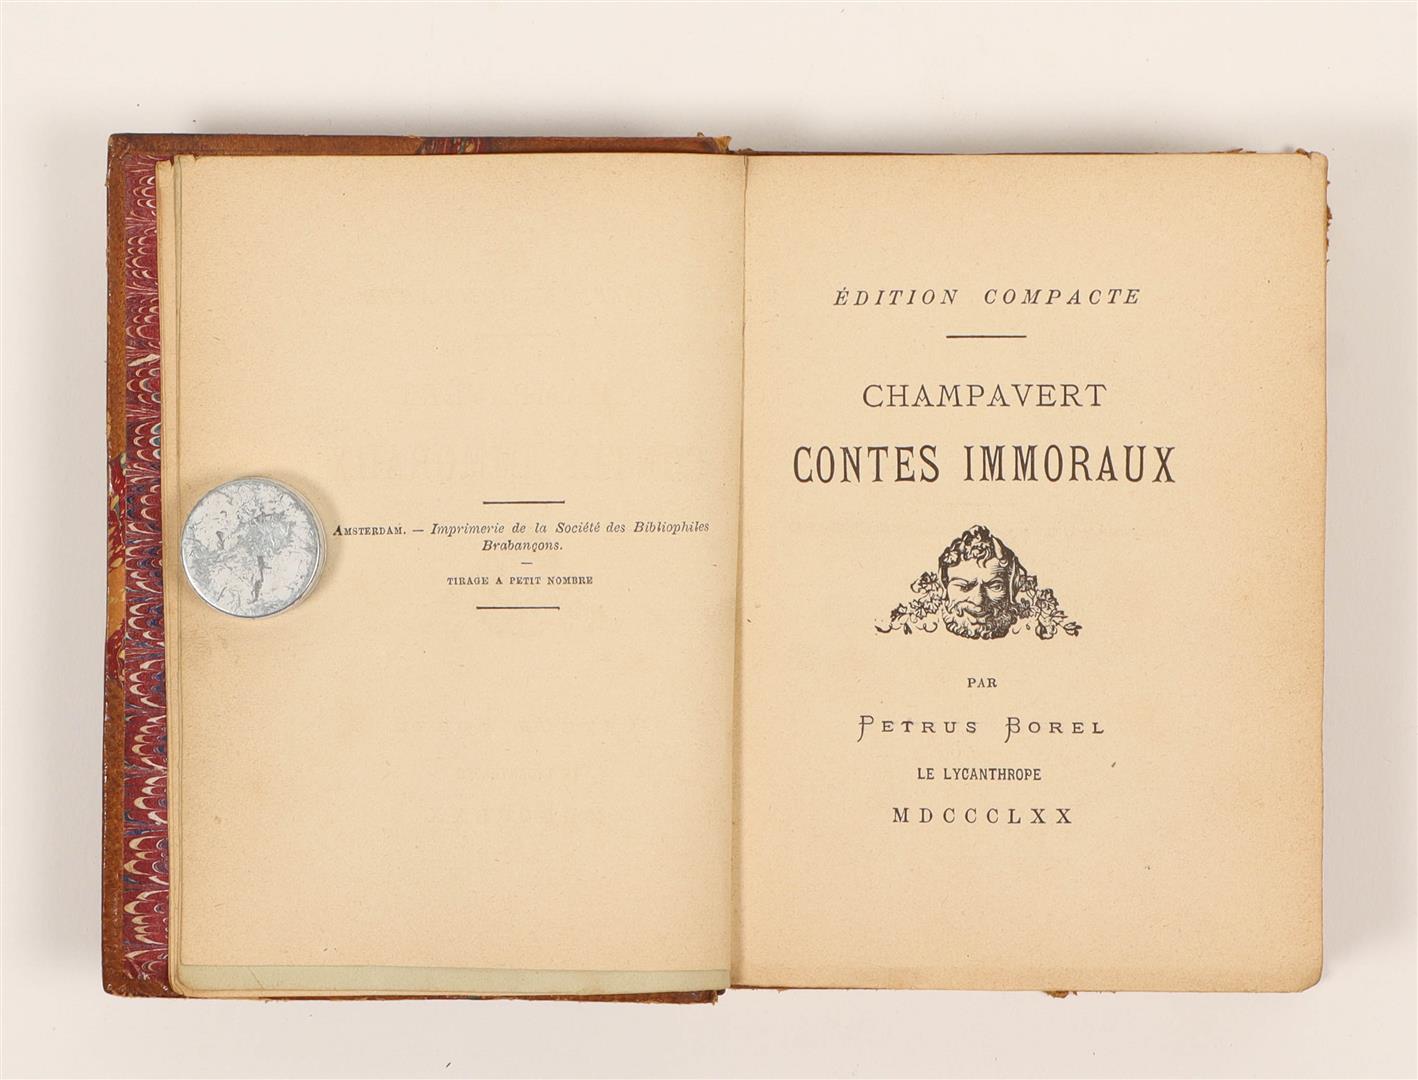 Amsterdam. — Imprimerie de la Société des Bibliophiles
Brabançons.
TIRAGE A PETIT NOMBRE
ÉDITION COMPACTE
CHAMPAVERT
CONTES IMMORAUX
PAR
Petrus Borel
LE LYCANTHROPE
MDCCCLXX